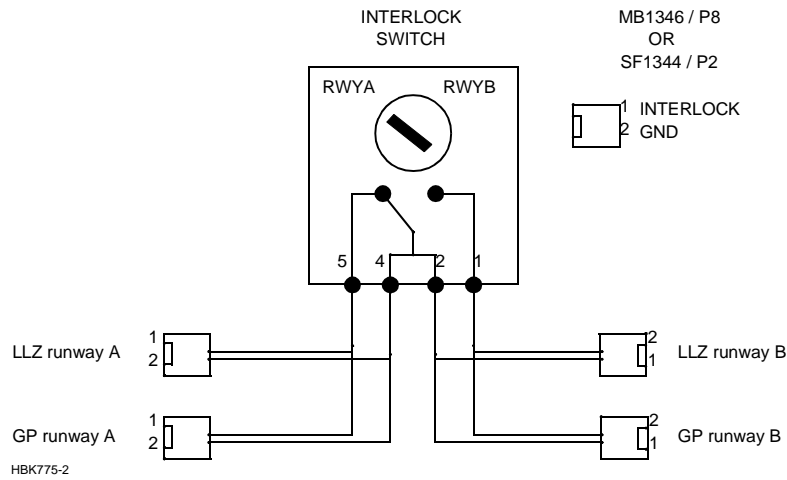 INTERLOCK
SWITCH
MB1346 / P8
OR
SF1344 / P2
RWYA
RWYB
1 INTERLOCK
2 GND
5 4 2 1
LLZ runway A
1
2
2
1
LLZ runway B
GP runway A
1
2
2
1
GP runway B
HBK775-2